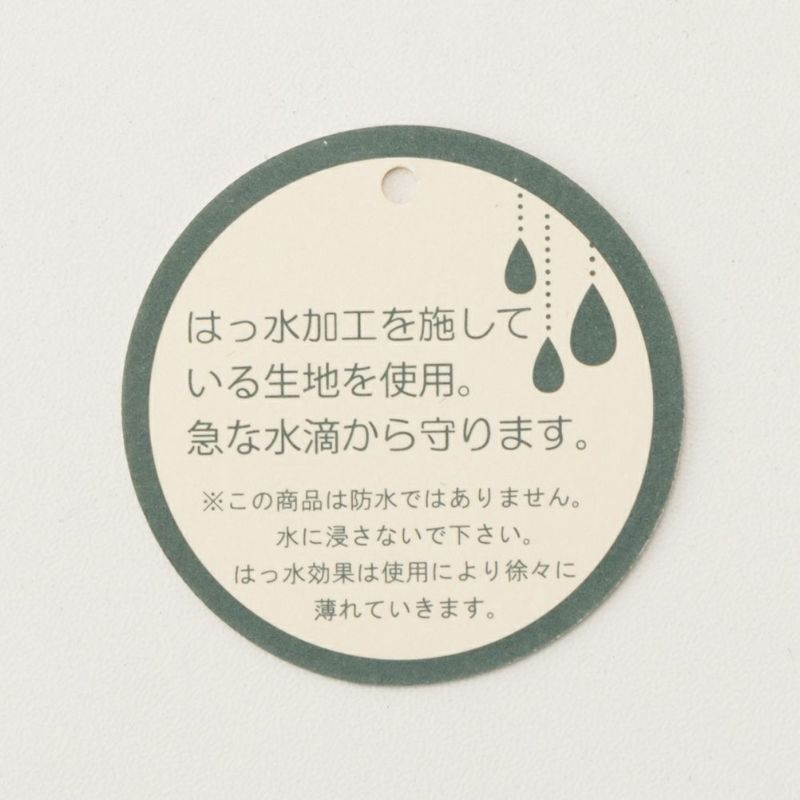 はっ水加工を施して
いる生地を使用。
急な水滴から守ります。
※この商品は防水ではありません。
水に浸さないで下さい。
はっ水効果は使用により徐々に
薄れていきます。